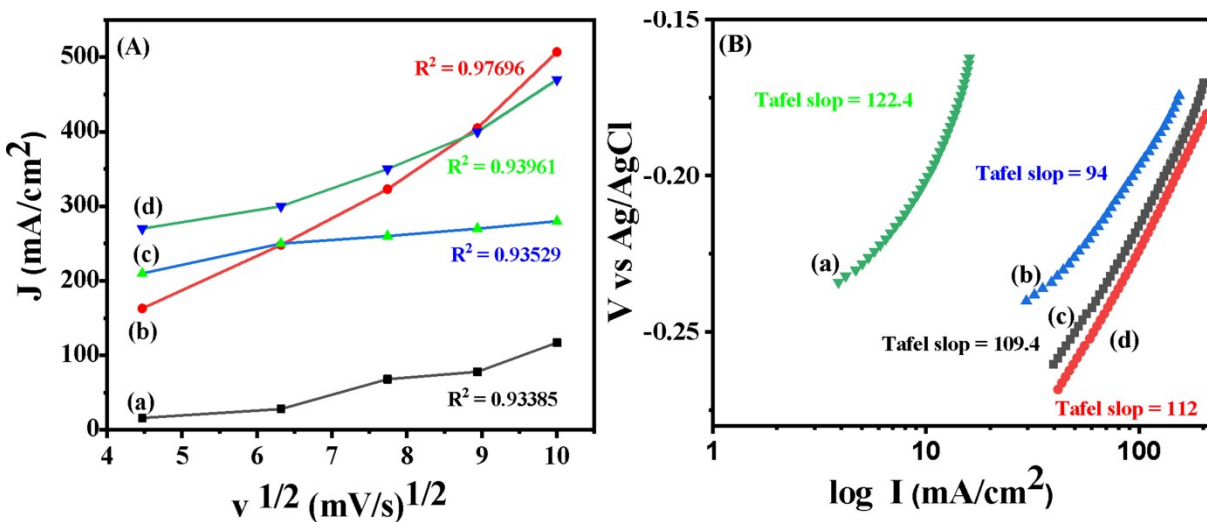 (A)
500
400
300
200
100
0
J (mA/cm²)
R² = 0.97696
R² = 0.93961
R² = 0.93529
R² = 0.93385
(d)
(c)
(b)
(a)
4 5 6 7 8 9 10
v ^1/2 (mV/s)^1/2
(B)
-0.15
-0.20
-0.25
V vs Ag/AgCl
Tafel slop = 122.4
Tafel slop = 94
(a)
(b)
(c)
(d)
Tafel slop = 109.4
Tafel slop = 112
1 10 100
log I (mA/cm²)